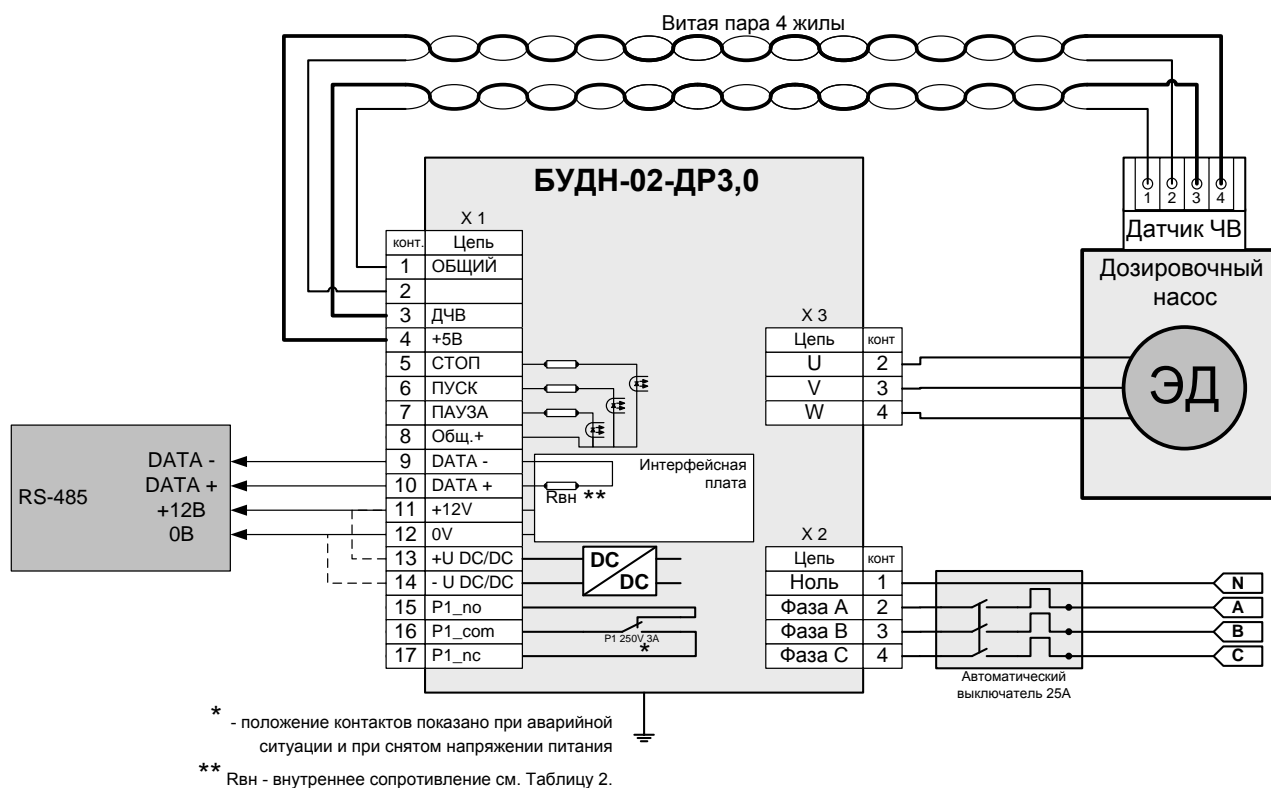 Витая пара 4 жилы
БУДН-02-ДР3,0
1 2 3 4
Датчик ЧВ
Дозировочный
насос
ЭД
X 1
конт. Цепь
1 ОБЩИЙ
2
3 ДЧВ
4 +5В
5 СТОП
6 ПУСК
7 ПАУЗА
8 Общ.+
9 DATA -
10 DATA +
11 +12V
12 0V
13 +U DC/DC
14 - U DC/DC
15 P1_no
16 P1_com
17 P1_nc
Интерфейсная
плата
Rвн **
DC
DC
P1 250V 3A
*
RS-485
DATA -
DATA +
+12В
0В
X 3
Цепь конт
U 2
V 3
W 4
X 2
Цепь конт
Ноль 1
Фаза А 2
Фаза В 3
Фаза С 4
N
A
B
C
Автоматический
выключатель 25А
* - положение контактов показано при аварийной
ситуации и при снятом напряжении питания
** Rвн - внутреннее сопротивление см. Таблицу 2.